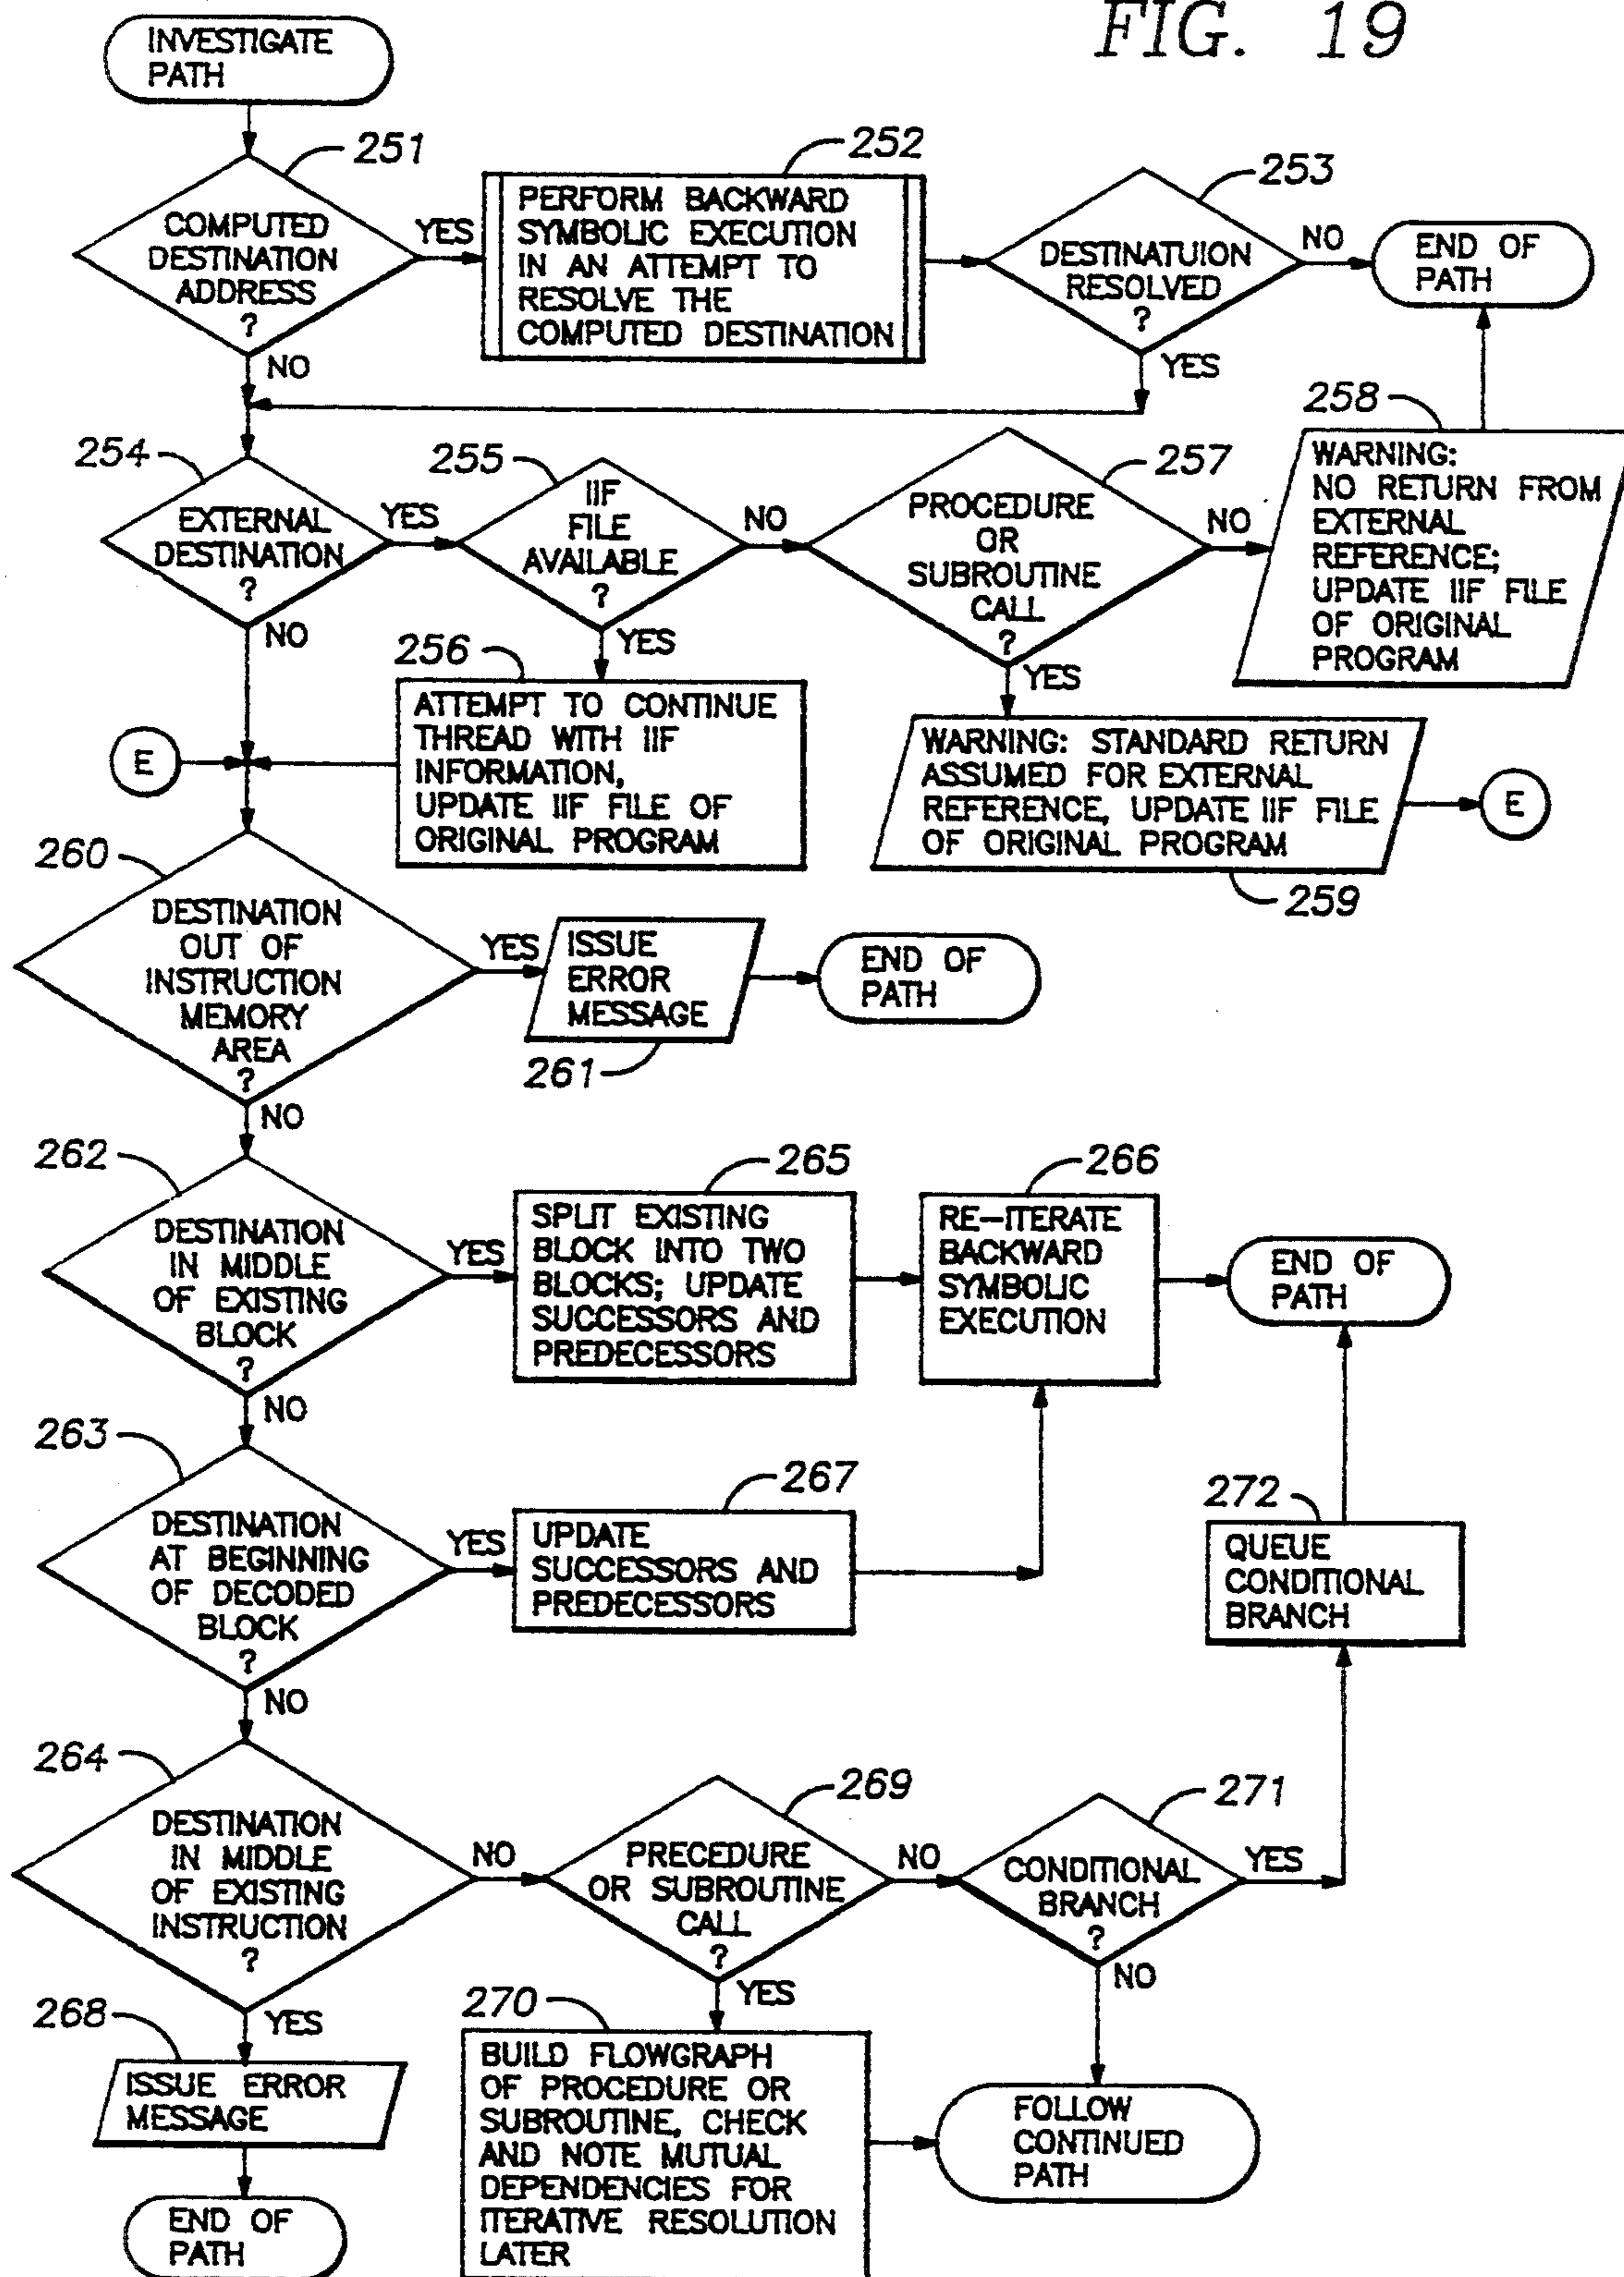 FIG. 19
INVESTIGATE
PATH
251
COMPUTED
DESTINATION
ADDRESS
?
YES
NO
252
PERFORM BACKWARD
SYMBOLIC EXECUTION
IN AN ATTEMPT TO
RESOLVE THE
COMPUTED DESTINATION
253
DESTINATUION
RESOLVED
?
NO
YES
END OF
PATH
254
EXTERNAL
DESTINATION
?
YES
NO
255
IIF
FILE
AVAILABLE
?
NO
YES
257
PROCEDURE
OR
SUBROUTINE
CALL
?
NO
YES
258
WARNING:
NO RETURN FROM
EXTERNAL
REFERENCE;
UPDATE IIF FILE
OF ORIGINAL
PROGRAM
256
ATTEMPT TO CONTINUE
THREAD WITH IIF
INFORMATION,
UPDATE IIF FILE OF
ORIGINAL PROGRAM
E
WARNING: STANDARD RETURN
ASSUMED FOR EXTERNAL
REFERENCE, UPDATE IIF FILE
OF ORIGINAL PROGRAM
259
E
260
DESTINATION
OUT OF
INSTRUCTION
MEMORY
AREA
?
YES
NO
ISSUE
ERROR
MESSAGE
261
END OF
PATH
262
DESTINATION
IN MIDDLE
OF EXISTING
BLOCK
?
YES
NO
265
SPLIT EXISTING
BLOCK INTO TWO
BLOCKS; UPDATE
SUCCESSORS AND
PREDECESSORS
266
RE-ITERATE
BACKWARD
SYMBOLIC
EXECUTION
END OF
PATH
263
DESTINATION
AT BEGINNING
OF DECODED
BLOCK
?
YES
NO
267
UPDATE
SUCCESSORS AND
PREDECESSORS
272
QUEUE
CONDITIONAL
BRANCH
264
DESTINATION
IN MIDDLE
OF EXISTING
INSTRUCTION
?
NO
YES
269
PRECEDURE
OR SUBROUTINE
CALL
?
NO
YES
271
CONDITIONAL
BRANCH
?
YES
NO
268
ISSUE ERROR
MESSAGE
END OF
PATH
270
BUILD FLOWGRAPH
OF PROCEDURE OR
SUBROUTINE, CHECK
AND NOTE MUTUAL
DEPENDENCIES FOR
ITERATIVE RESOLUTION
LATER
FOLLOW
CONTINUED
PATH